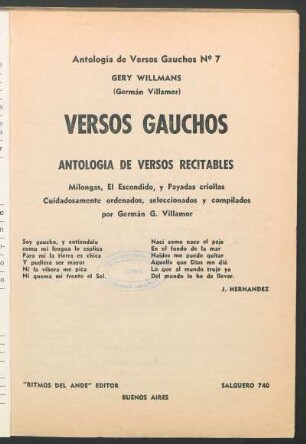 Antología de Versos Gauchos Nº 7
GERY WILLMANS
(Germán Villamor)
VERSOS GAUCHOS
ANTOLOGIA DE VERSOS RECITABLES
Milongas, El Escondido, y Payadas criollas
Cuidadosamente ordenados, seleccionados y compilados
por Germán G. Villamor
Soy gaucho, y entiéndalo
como mi lengua lo explica
Para mí la tierra es chica
Y pudiera ser mayor
Ni la víbora me pica
Ni quema mi frente el Sol.
Nací como nace el peje
En el fondo de la mar
Naides me puede quitar
Aquello que Dios me dió
Lo que al mundo truje yo
Del mundo lo he de llevar.
J. HERNANDEZ
"RITMOS DEL ANDE" EDITOR
SALGUERO 740
BUENOS AIRES